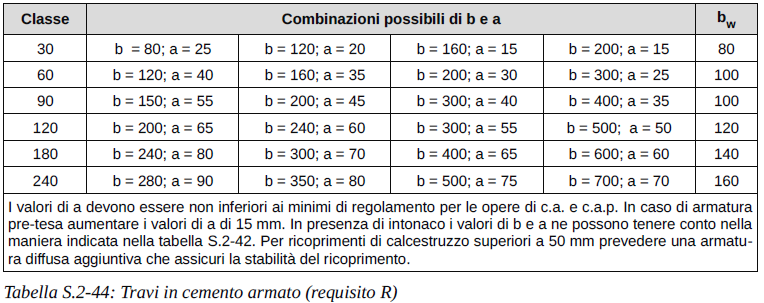 Classe Combinazioni possibili di b e a bw
30 b = 80; a = 25 b = 120; a = 20 b = 160; a = 15 b = 200; a = 15 80
60 b = 120; a = 40 b = 160; a = 35 b = 200; a = 30 b = 300; a = 25 100
90 b = 150; a = 55 b = 200; a = 45 b = 300; a = 40 b = 400; a = 35 100
120 b = 200; a = 65 b = 240; a = 60 b = 300; a = 55 b = 500; a = 50 120
180 b = 240; a = 80 b = 300; a = 70 b = 400; a = 65 b = 600; a = 60 140
240 b = 280; a = 90 b = 350; a = 80 b = 500; a = 75 b = 700; a = 70 160
I valori di a devono essere non inferiori ai minimi di regolamento per le opere di c.a. e c.a.p. In caso di armatura
pre-tesa aumentare i valori di a di 15 mm. In presenza di intonaco i valori di b e a ne possono tenere conto nella
maniera indicata nella tabella S.2-42. Per ricoprimenti di calcestruzzo superiori a 50 mm prevedere una armatu-
ra diffusa aggiuntiva che assicuri la stabilità del ricoprimento.
Tabella S.2-44: Travi in cemento armato (requisito R)